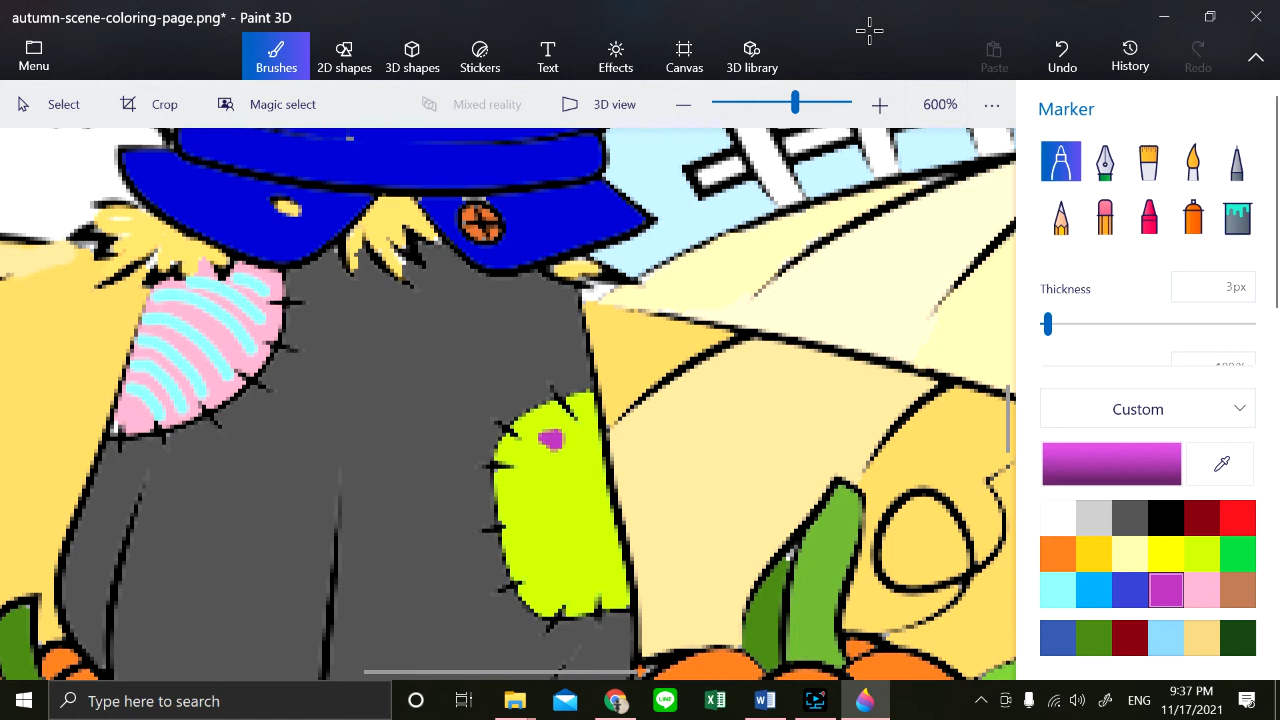 autumn-scene-coloring-page.png* - Paint 3D
Menu
Brushes
2D shapes
3D shapes
Stickers
Text
Effects
Canvas
3D library
Paste
Undo
History
Redo
Select
Crop
Magic select
Mixed reality
3D view
600%
Marker
Thickness
3px
Custom
Type here to search
ENG
9:37 PM
11/17/2021